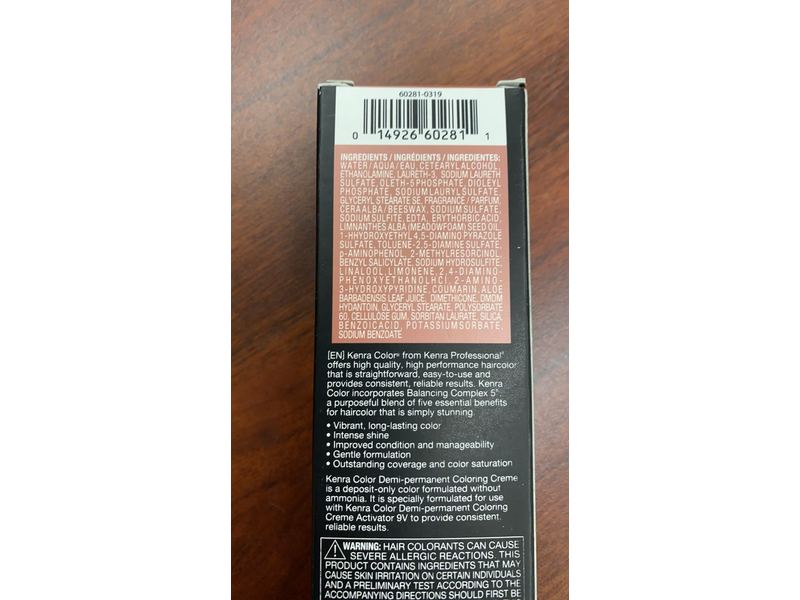 60281-0319
0 14926 60281 1
INGREDIENTS / INGRÉDIENTS / INGREDIENTES:
WATER / AQUA / EAU, CETEARYL ALCOHOL,
ETHANOLAMINE, LAURETH-3, SODIUM LAURETH
SULFATE, OLETH-5 PHOSPHATE, DIOLEYL
PHOSPHATE, SODIUM LAURYL SULFATE,
GLYCERYL STEARATE SE, FRAGRANCE / PARFUM,
CERA ALBA / BEESWAX, SODIUM SULFATE,
SODIUM SULFITE, EDTA, ERYTHORBIC ACID,
LIMNANTHES ALBA (MEADOWFOAM) SEED OIL,
1-HHYDROXYETHYL 4,5-DIAMINO PYRAZOLE
SULFATE, TOLUENE-2,5-DIAMINE SULFATE,
p-AMINOPHENOL, 2-METHYLRESORCINOL,
BENZYL SALICYLATE, SODIUM HYDROSULFITE,
LINALOOL, LIMONENE, 2,4-DIAMINO-
PHENOXYETHANOL HCl, 2-AMINO-
3-HYDROXYPYRIDINE, COUMARIN, ALOE
BARBADENSIS LEAF JUICE, DIMETHICONE, DMDM
HYDANTOIN, GLYCERYL STEARATE, POLYSORBATE
60, CELLULOSE GUM, SORBITAN LAURATE, SILICA,
BENZOIC ACID, POTASSIUM SORBATE,
SODIUM BENZOATE
[EN] Kenra Color® from Kenra Professional®
offers high quality, high performance haircolor
that is straightforward, easy-to-use and
provides consistent, reliable results. Kenra
Color incorporates Balancing Complex 5™,
a purposeful blend of five essential benefits
for haircolor that is simply stunning.
• Vibrant, long-lasting color
• Intense shine
• Improved condition and manageability
• Gentle formulation
• Outstanding coverage and color saturation
Kenra Color Demi-permanent Coloring Creme
is a deposit-only color formulated without
ammonia. It is specially formulated for use
with Kenra Color Demi-permanent Coloring
Creme Activator 9V to provide consistent,
reliable results.
WARNING: HAIR COLORANTS CAN CAUSE
SEVERE ALLERGIC REACTIONS. THIS
PRODUCT CONTAINS INGREDIENTS THAT MAY
CAUSE SKIN IRRITATION ON CERTAIN INDIVIDUALS
AND A PRELIMINARY TEST ACCORDING TO THE
ACCOMPANYING DIRECTIONS SHOULD FIRST BE